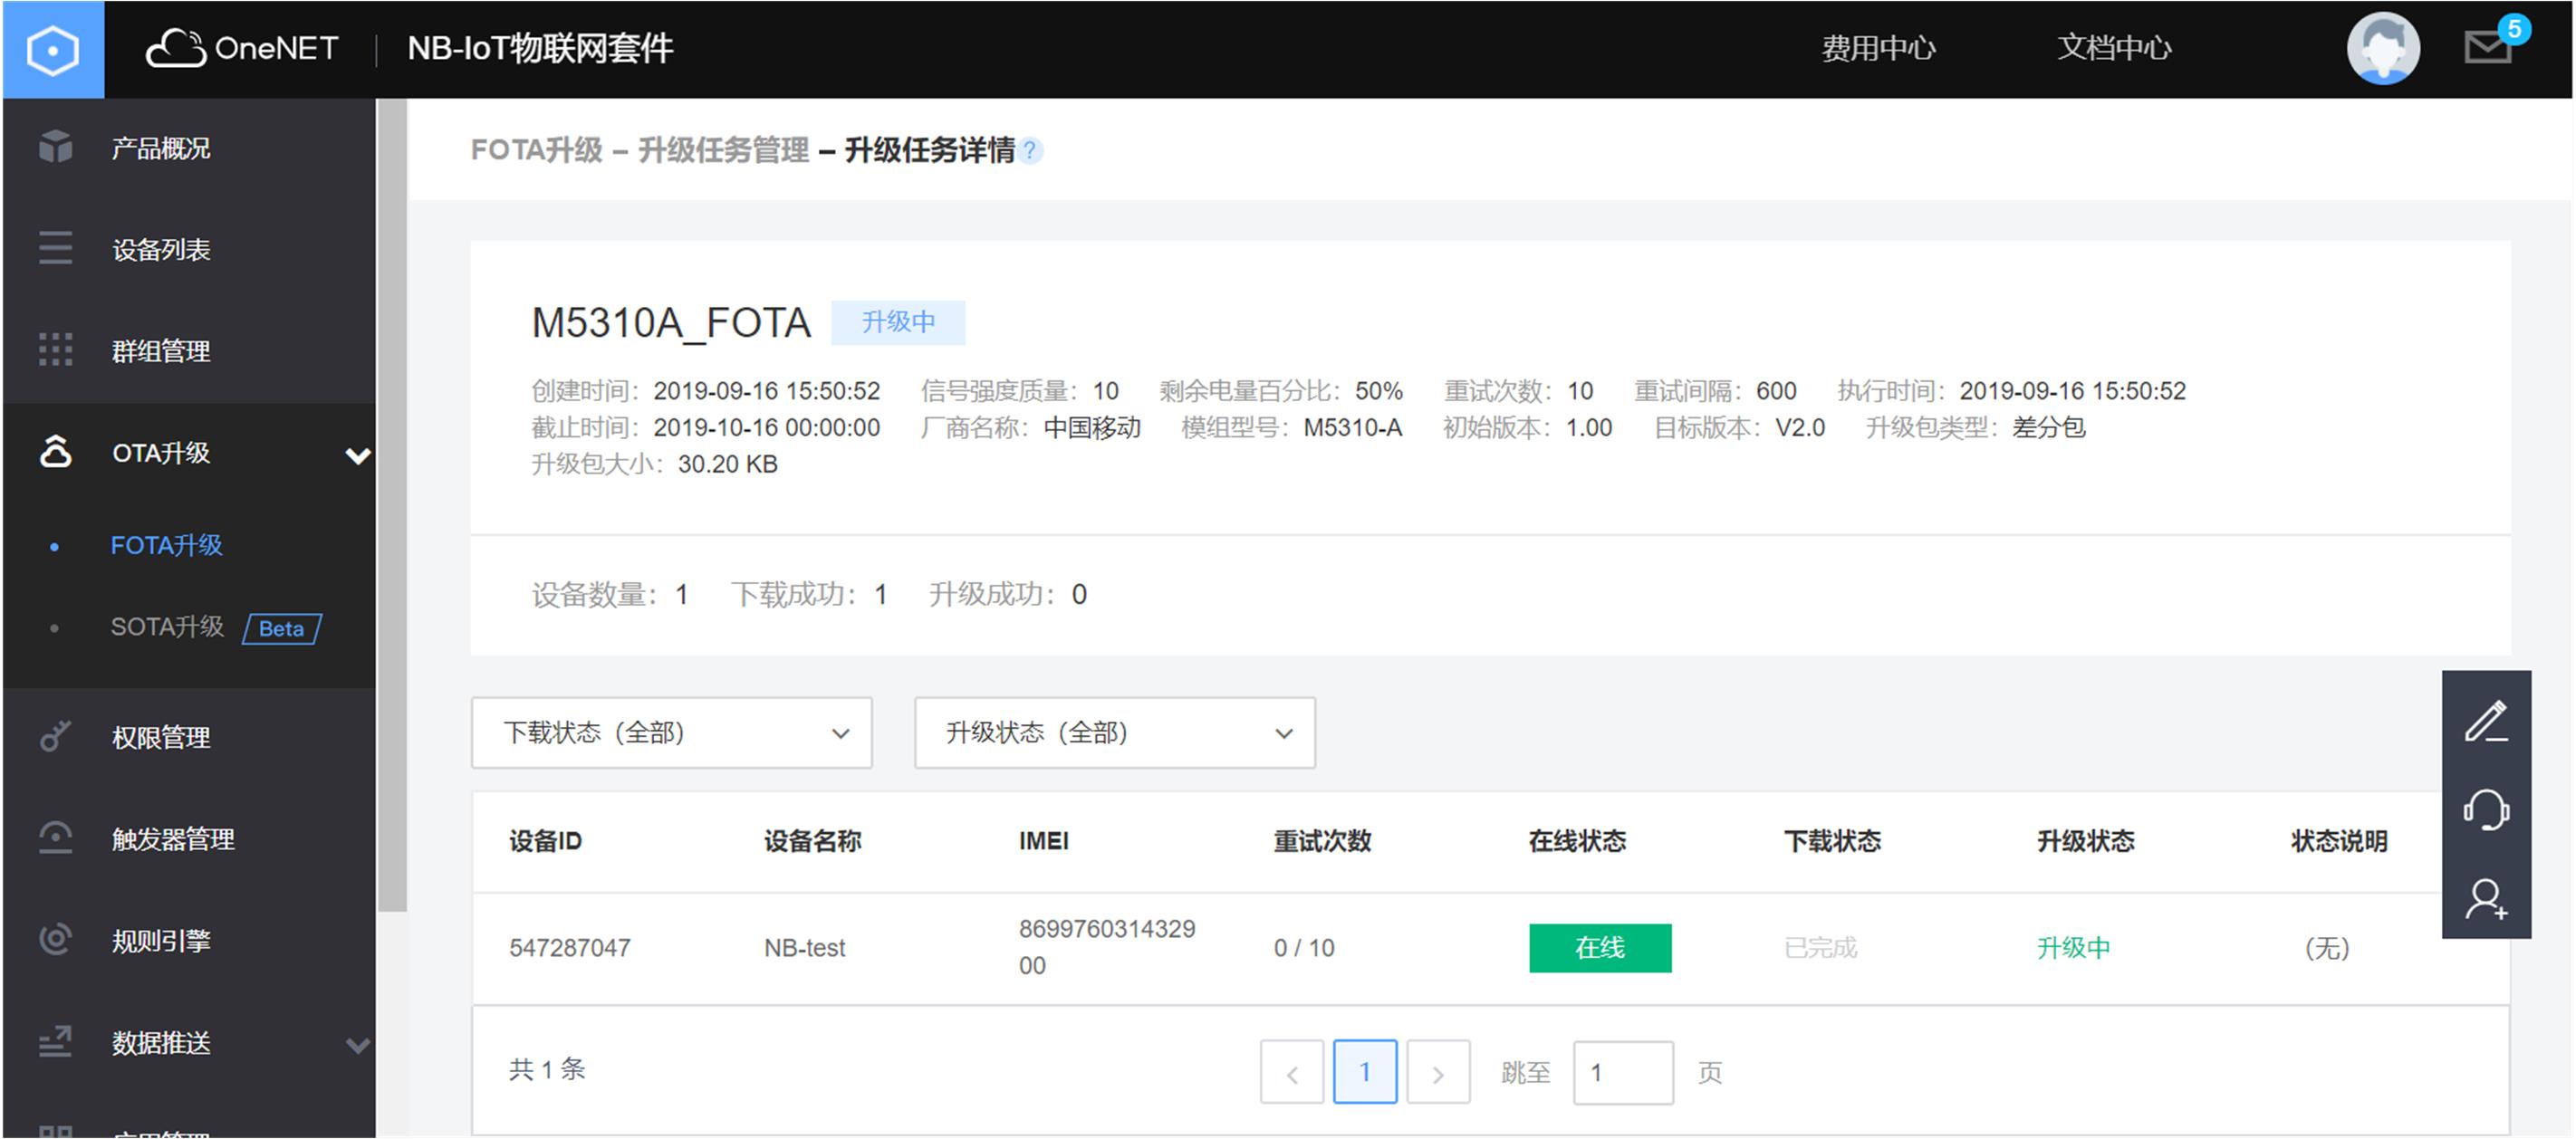 OneNET
NB-IoT物联网套件
费用中心
文档中心
5
产品概况
设备列表
群组管理
OTA升级
FOTA升级
SOTA升级 Beta
权限管理
触发器管理
规则引擎
数据推送
FOTA升级 – 升级任务管理 – 升级任务详情 ?
M5310A_FOTA 升级中
创建时间：2019-09-16 15:50:52 信号强度质量：10 剩余电量百分比：50% 重试次数：10 重试间隔：600 执行时间：2019-09-16 15:50:52
截止时间：2019-10-16 00:00:00 厂商名称：中国移动 模组型号：M5310-A 初始版本：1.00 目标版本：V2.0 升级包类型：差分包
升级包大小：30.20 KB
设备数量：1 下载成功：1 升级成功：0
下载状态（全部）
升级状态（全部）
设备ID 设备名称 IMEI 重试次数 在线状态 下载状态 升级状态 状态说明
547287047 NB-test 8699760314329
00 0 / 10 在线 已完成 升级中 (无)
共 1 条 < 1 > 跳至 1 页